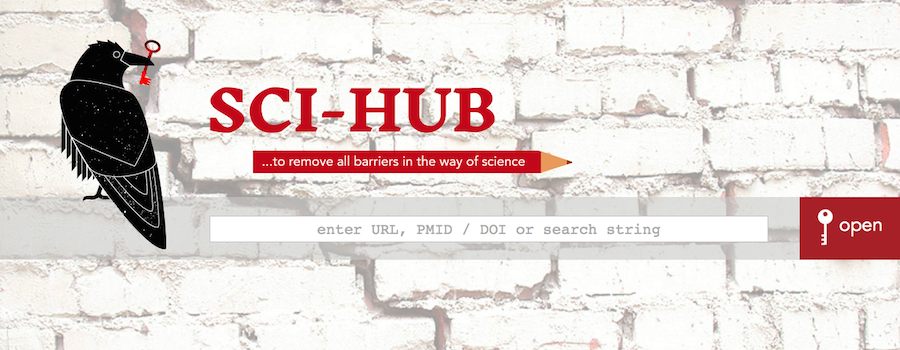 SCI-HUB
...to remove all barriers in the way of science
enter URL, PMID / DOI or search string
open